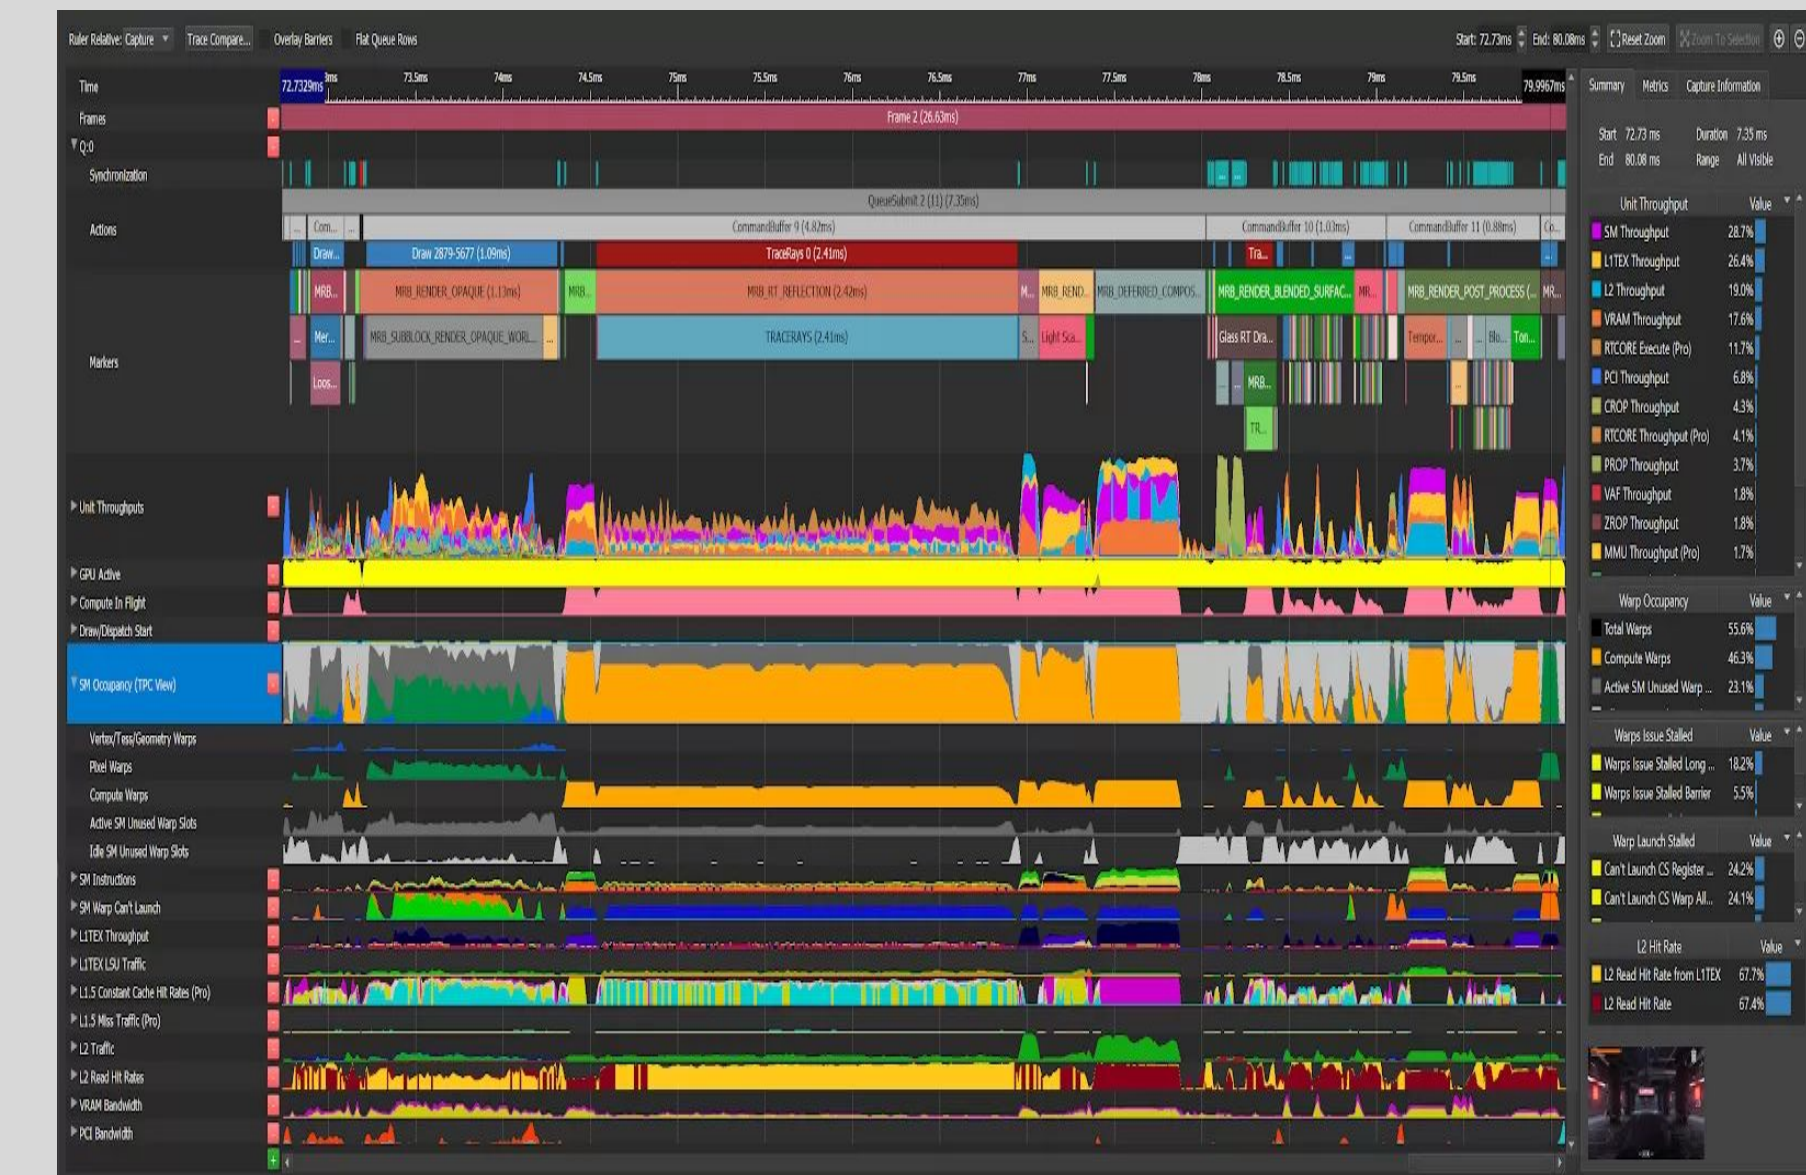 Ruler Relative: Capture Trace Compare... Overlay Barriers Flat Queue Rows Start: 72.73ms End: 80.08ms Reset Zoom Zoom To Selection
Time 72.7329ms 73.5ms 74ms 74.5ms 75ms 75.5ms 76ms 76.5ms 77ms 77.5ms 78ms 78.5ms 79ms 79.5ms 79.9967ms
Frames Frame 2 (26.63ms)
Q:0
Synchronization
QueueSubmit 2 (11) (7.35ms)
Actions ... Com... ... CommandBuffer 9 (4.82ms) CommandBuffer 10 (1.03ms) CommandBuffer 11 (0.88ms) Co...
Draw... Draw 2879-5677 (1.09ms) TraceRays 0 (2.41ms) Tra... ... ...
MRB... MRB_RENDER_OPAQUE (1.13ms) MRB... MRB_RT_REFLECTION (2.42ms) M... MRB_REND... MRB_DEFERRED_COMPOS... MRB_RENDER_BLENDED_SURFAC... MR... MRB_RENDER_POST_PROCESS (... MR...
... Mer... MRB_SUBBLOCK_RENDER_OPAQUE_WORL... ... TRACERAYS (2.41ms) S... Light Sca... Glass RT Dra... Tempor... ... ... Blo... Ton...
Markers
Loos... ... ... MRB... ...
TR...
Unit Throughputs
GPU Active
Compute In Flight
Draw/Dispatch Start
SM Occupancy (TPC View)
Vertex/Tess/Geometry Warps
Pixel Warps
Compute Warps
Active SM Unused Warp Slots
Idle SM Unused Warp Slots
SM Instructions
SM Warp Can't Launch
L1TEX Throughput
L1TEX LSU Traffic
L1.5 Constant Cache Hit Rates (Pro)
L1.5 Miss Traffic (Pro)
L2 Traffic
L2 Read Hit Rates
VRAM Bandwidth
PCI Bandwidth
Summary Metrics Capture Information
Start 72.73 ms Duration 7.35 ms
End 80.08 ms Range All Visible
Unit Throughput Value
SM Throughput 28.7%
L1TEX Throughput 26.4%
L2 Throughput 19.0%
VRAM Throughput 17.6%
RTCORE Execute (Pro) 11.7%
PCI Throughput 6.8%
CROP Throughput 4.3%
RTCORE Throughput (Pro) 4.1%
PROP Throughput 3.7%
VAF Throughput 1.8%
ZROP Throughput 1.8%
MMU Throughput (Pro) 1.7%
Warp Occupancy Value
Total Warps 55.6%
Compute Warps 46.3%
Active SM Unused Warp ... 23.1%
Warps Issue Stalled Value
Warps Issue Stalled Long ... 18.2%
Warps Issue Stalled Barrier 5.5%
Warp Launch Stalled Value
Can't Launch CS Register ... 24.2%
Can't Launch CS Warp All... 24.1%
L2 Hit Rate Value
L2 Read Hit Rate from L1TEX 67.7%
L2 Read Hit Rate 67.4%